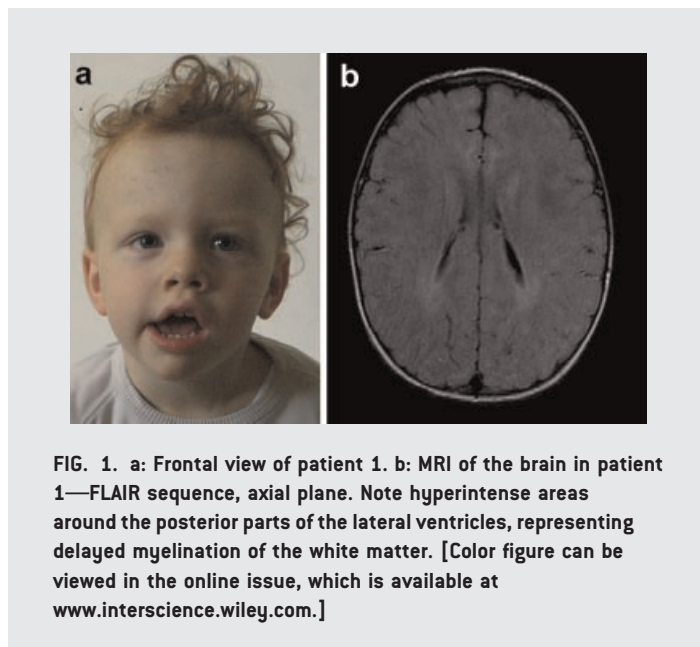 a
b
FIG. 1. a: Frontal view of patient 1. b: MRI of the brain in patient
1—FLAIR sequence, axial plane. Note hyperintense areas
around the posterior parts of the lateral ventricles, representing
delayed myelination of the white matter. [Color figure can be
viewed in the online issue, which is available at
www.interscience.wiley.com.]